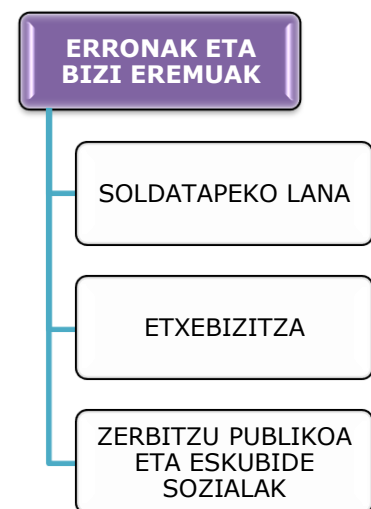 ERRONAK ETA
BIZI EREMUAK
SOLDATAPEKO LANA
ETXEBIZITZA
ZERBITZU PUBLIKOA
ETA ESKUBIDE
SOZIALAK